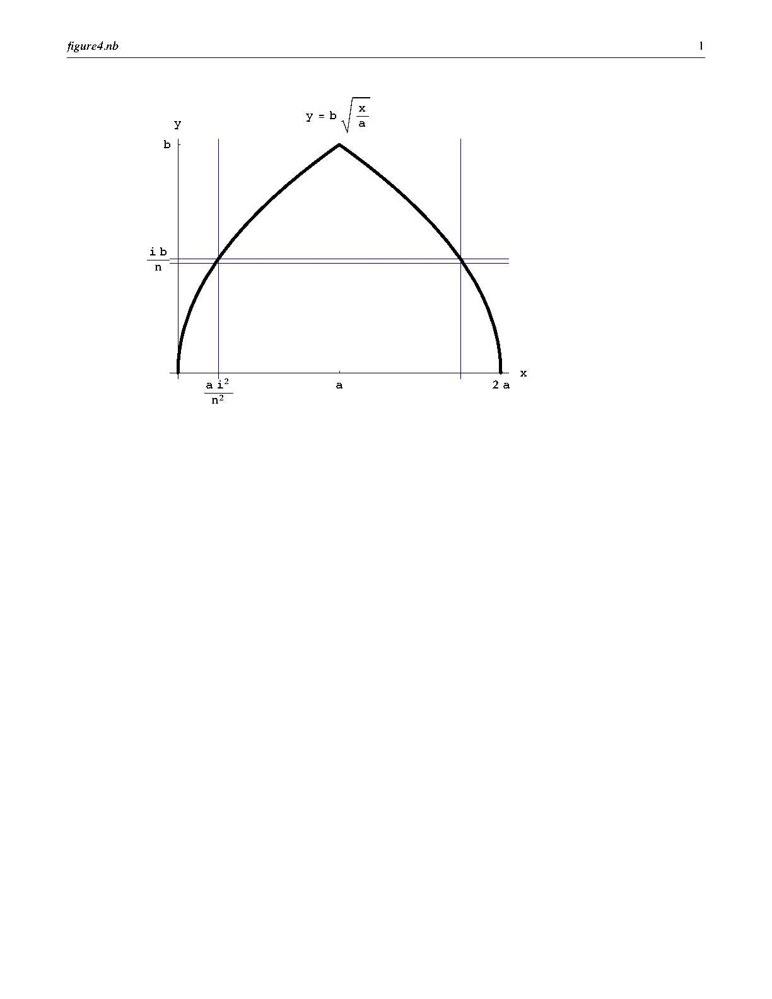 figure4.nb 1
y = b √(x/a)
y
b
i b
n
x
a i² a 2 a
n²